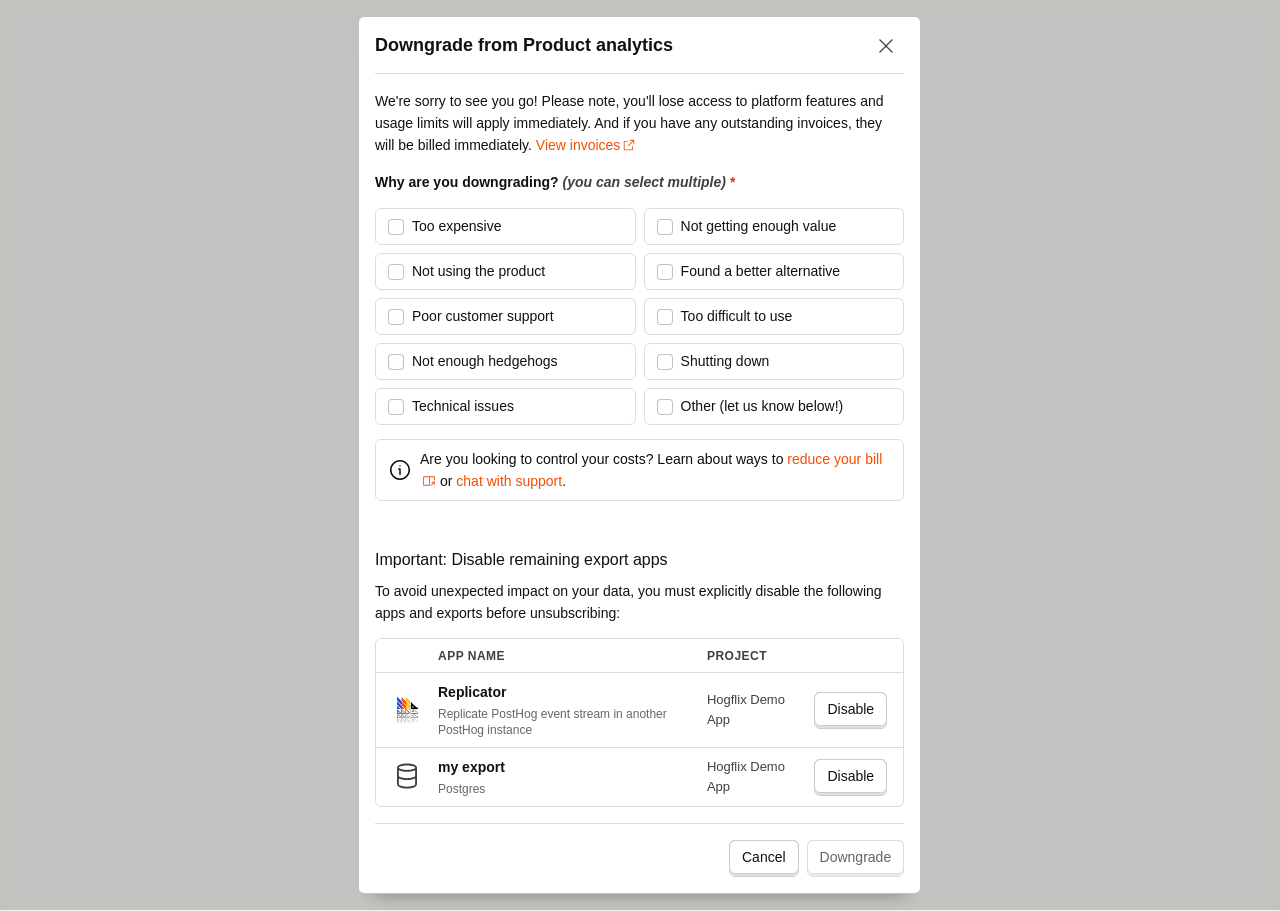 Downgrade from Product analytics
We're sorry to see you go! Please note, you'll lose access to platform features and
usage limits will apply immediately. And if you have any outstanding invoices, they
will be billed immediately. View invoices
Why are you downgrading? (you can select multiple) *
Too expensive
Not getting enough value
Not using the product
Found a better alternative
Poor customer support
Too difficult to use
Not enough hedgehogs
Shutting down
Technical issues
Other (let us know below!)
Are you looking to control your costs? Learn about ways to reduce your bill
or chat with support.
Important: Disable remaining export apps
To avoid unexpected impact on your data, you must explicitly disable the following
apps and exports before unsubscribing:
APP NAME
PROJECT
Replicator
Replicate PostHog event stream in another
PostHog instance
Hogflix Demo
App
Disable
my export
Postgres
Hogflix Demo
App
Disable
Cancel
Downgrade